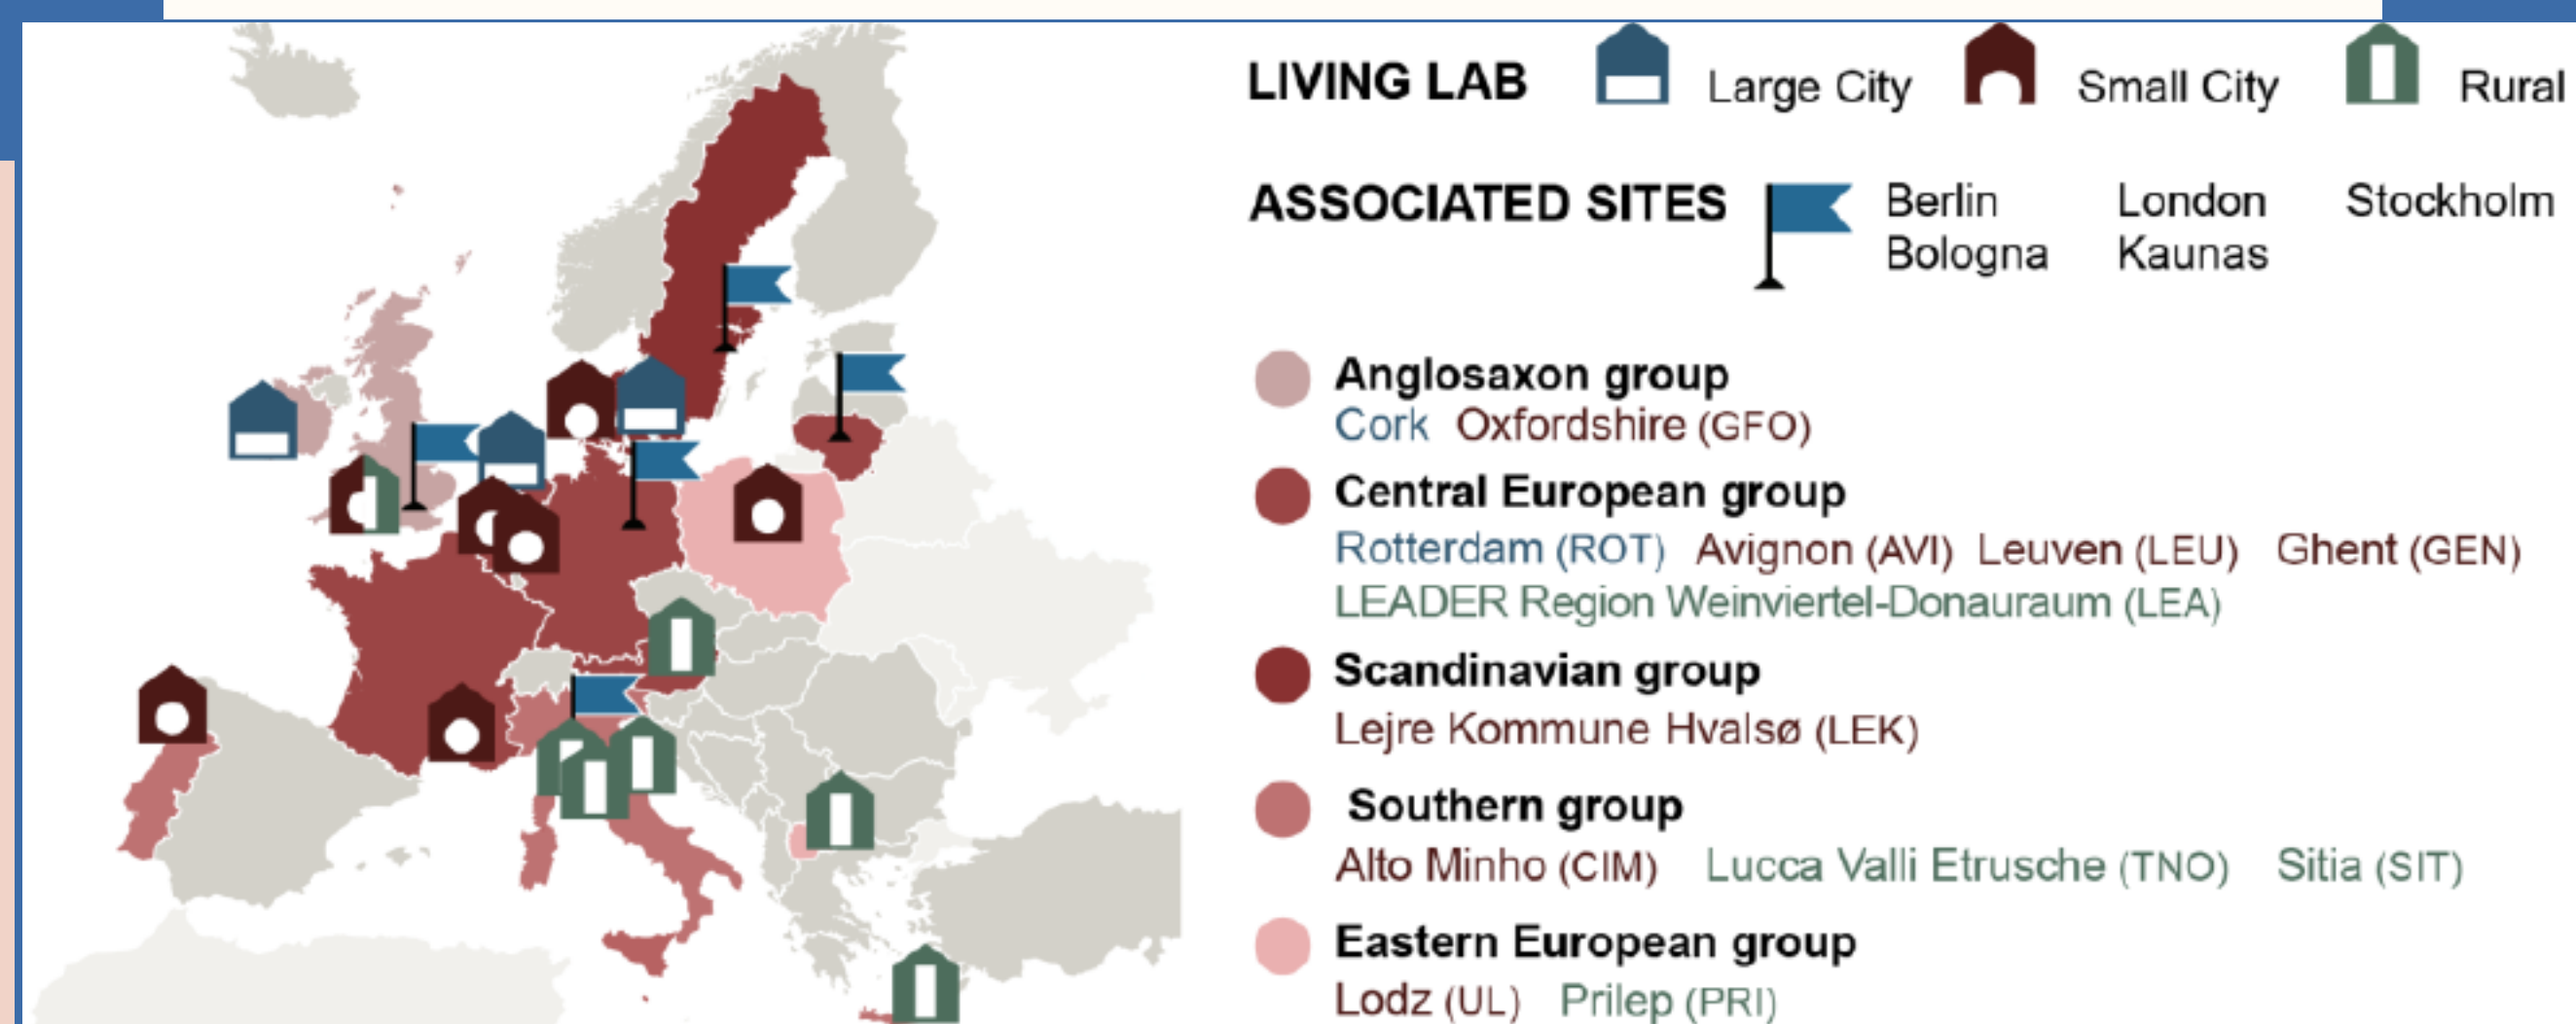 LIVING LAB Large City Small City Rural
ASSOCIATED SITES Berlin London Stockholm
Bologna Kaunas
Anglosaxon group
Cork Oxfordshire (GFO)
Central European group
Rotterdam (ROT) Avignon (AVI) Leuven (LEU) Ghent (GEN)
LEADER Region Weinviertel-Donauraum (LEA)
Scandinavian group
Lejre Kommune Hvalsø (LEK)
Southern group
Alto Minho (CIM) Lucca Valli Etrusche (TNO) Sitia (SIT)
Eastern European group
Lodz (UL) Prilep (PRI)